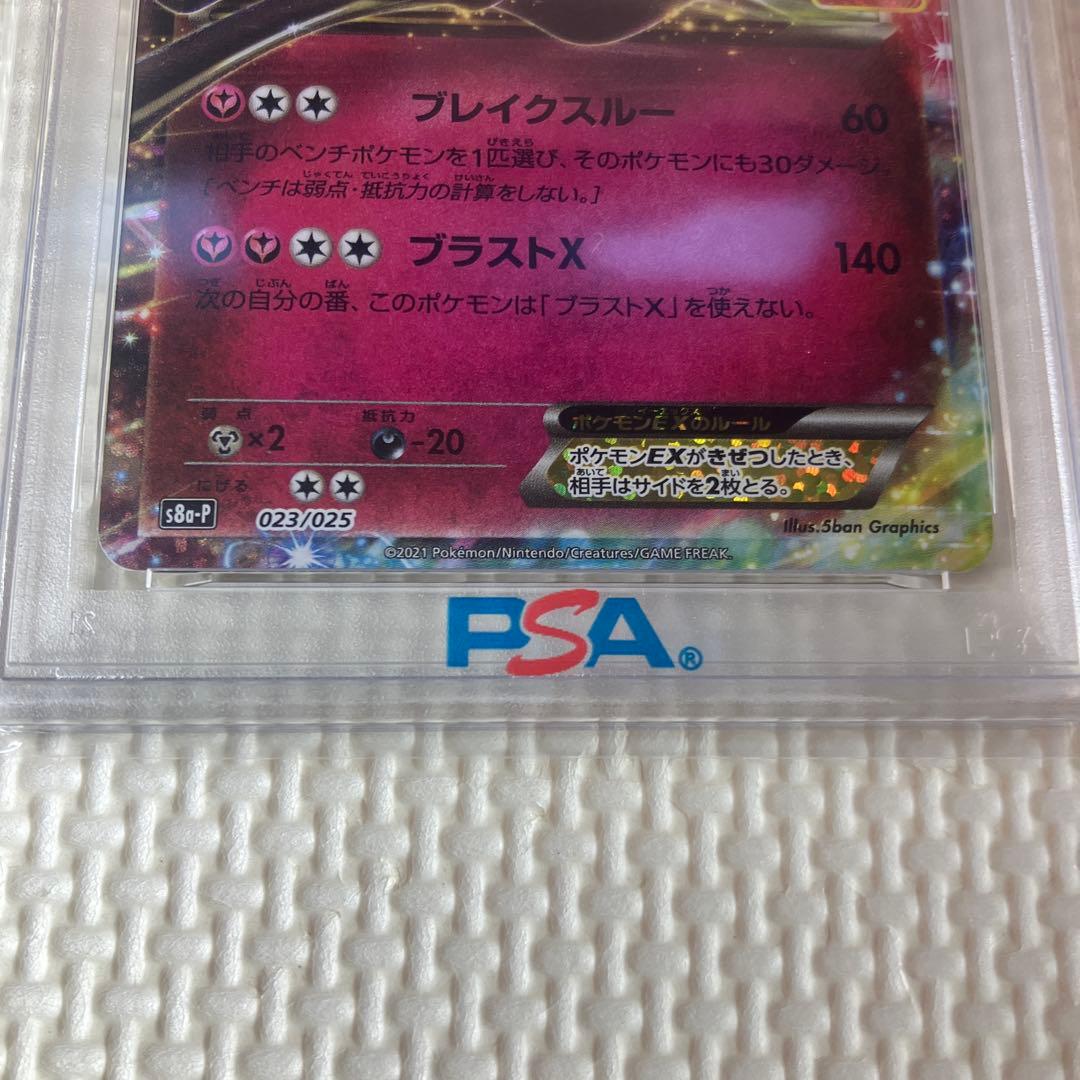 ブレイクスルー 60
相手のベンチポケモンを1匹選び、そのポケモンにも30ダメージ。
[ベンチは弱点・抵抗力の計算をしない。]
ブラストX 140
次の自分の番、このポケモンは「ブラストX」を使えない。
弱点 ×2 抵抗力 -20
にげる
ポケモンEXのルール
ポケモンEXがきぜつしたとき、
相手はサイドを2枚とる。
s8a-P 023/025
Illus.5ban Graphics
©2021 Pokémon/Nintendo/Creatures/GAME FREAK.
PSA®